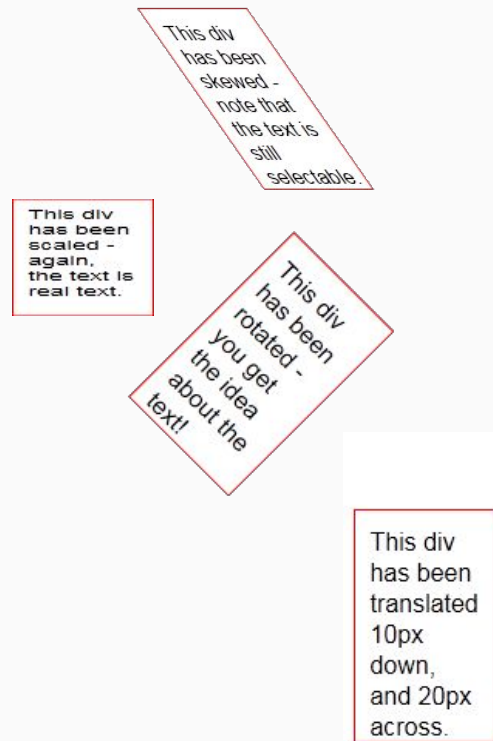 This div
has been
skewed -
note that
the text is
still
selectable.
This div
has been
scaled -
again,
the text is
real text.
This div
has been
rotated -
you get
the idea
about the
text!
This div
has been
translated
10px
down,
and 20px
across.